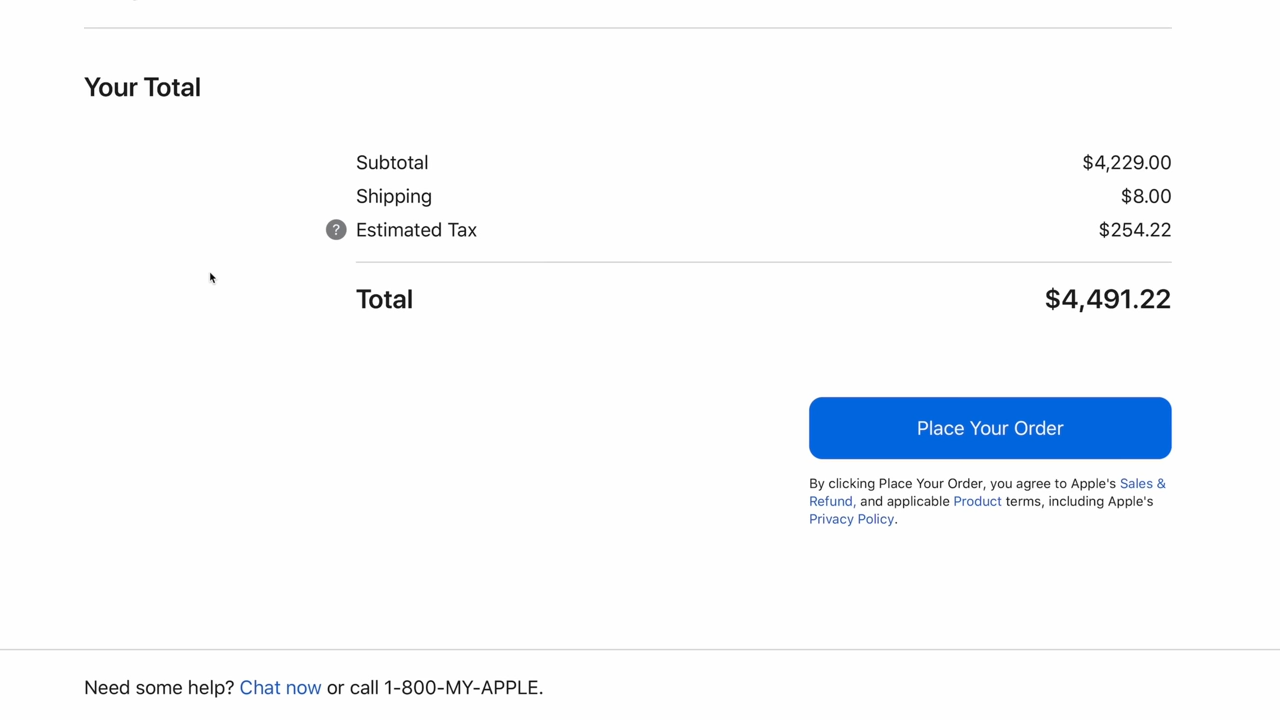 Your Total
Subtotal $4,229.00
Shipping $8.00
? Estimated Tax $254.22
Total $4,491.22
Place Your Order
By clicking Place Your Order, you agree to Apple's Sales &
Refund, and applicable Product terms, including Apple's
Privacy Policy.
Need some help? Chat now or call 1-800-MY-APPLE.